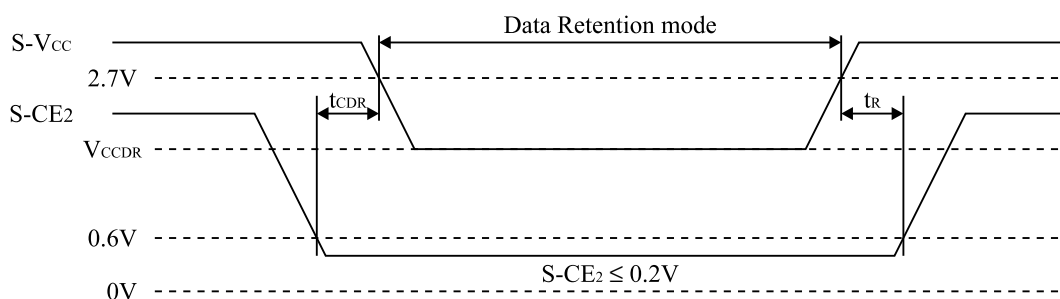 Data Retention mode
S-VCC
2.7V
tCDR
tR
S-CE2
VCCDR
0.6V
S-CE2 ≤ 0.2V
0V